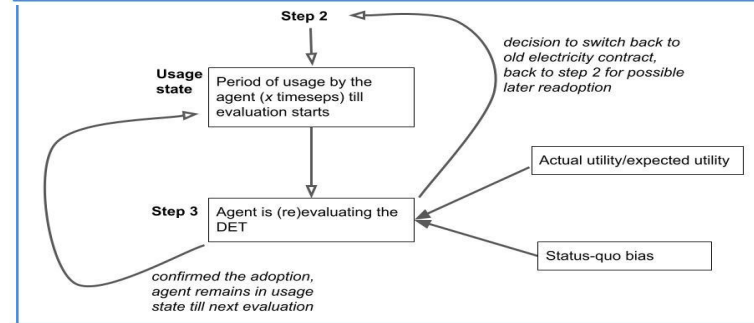 Step 2
decision to switch back to
old electricity contract,
back to step 2 for possible
later readoption
Usage
state
Period of usage by the
agent (x timeseps) till
evaluation starts
Actual utility/expected utility
Step 3
Agent is (re)evaluating the
DET
Status-quo bias
confirmed the adoption,
agent remains in usage
state till next evaluation